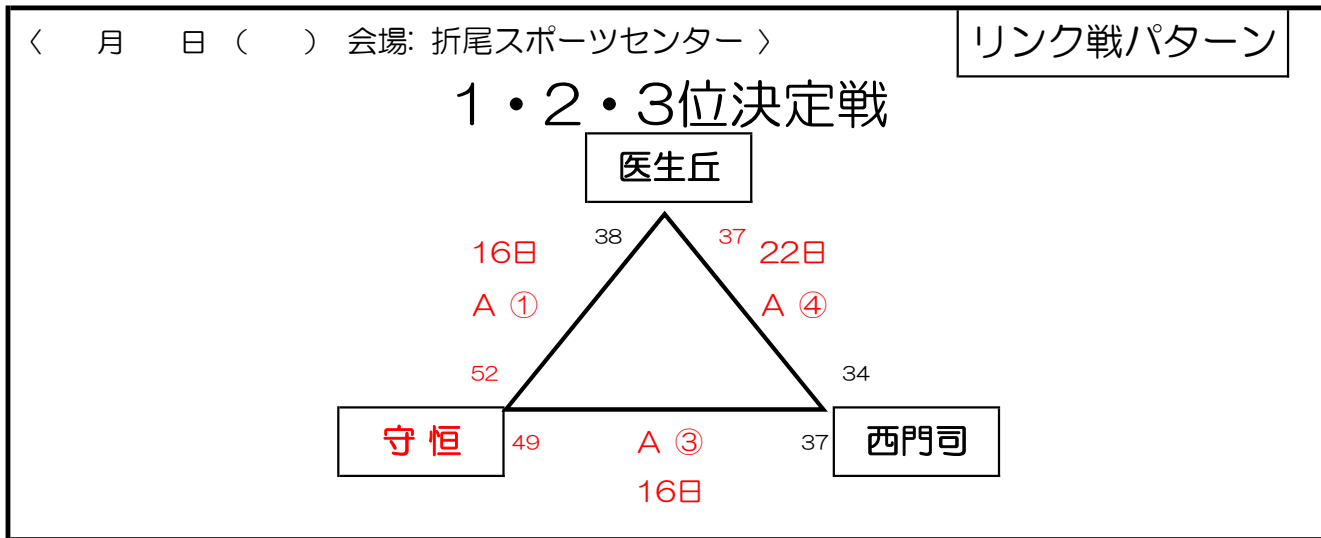 〈　　月　　日（　　）会場: 折尾スポーツセンター 〉
リンク戦パターン
1・2・3位決定戦
医生丘
38
37
16日
22日
A ①
A ④
52
34
守 恒
49
A ③
37
西門司
16日